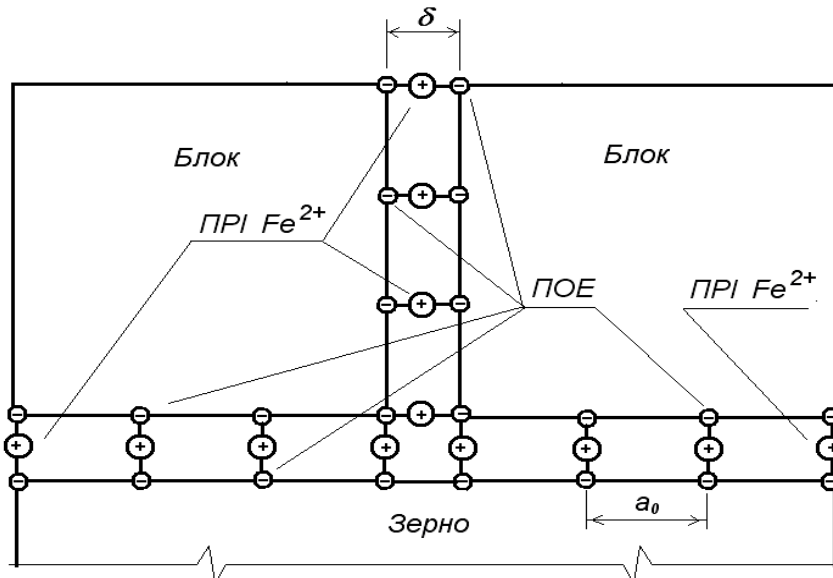 δ
Блок
Блок
ПРІ Fe²⁺
ПОЕ
ПРІ Fe²⁺
a₀
Зерно